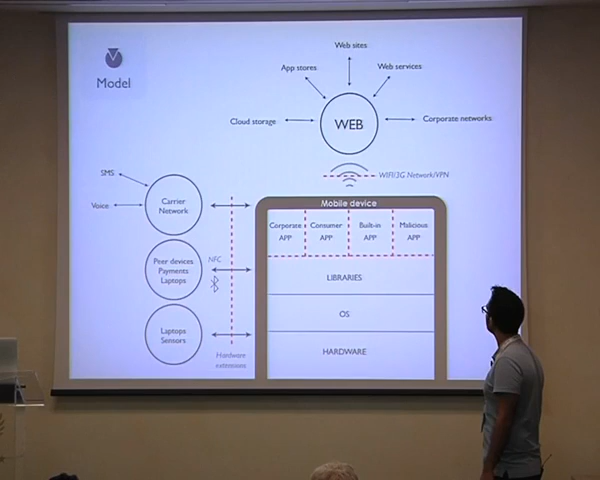 Model
Web sites
App stores
Web services
Cloud storage
WEB
Corporate networks
WIFI/3G Network/VPN
SMS
Voice
Carrier
Network
Peer devices
Payments
Laptops
NFC
Laptops
Sensors
Hardware
extensions
Mobile device
Corporate
APP
Consumer
APP
Built-in
APP
Malicious
APP
LIBRARIES
OS
HARDWARE